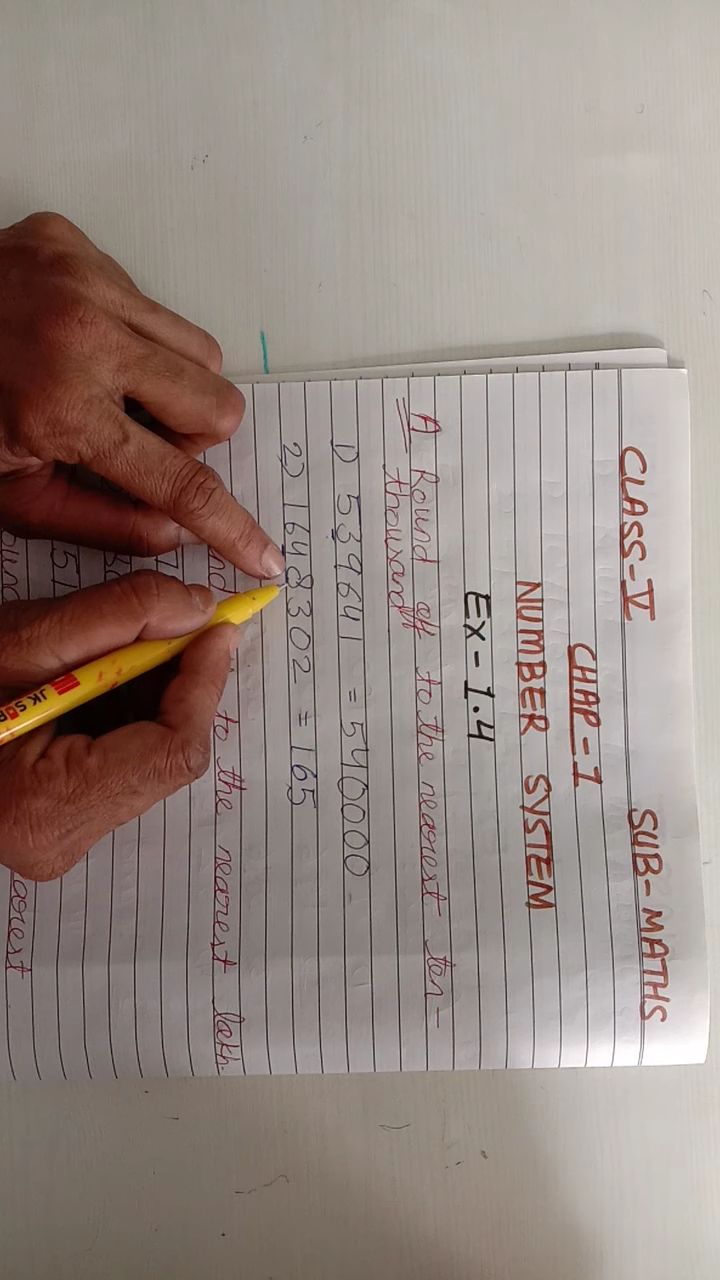 CLASS-V SUB-MATHS
CHAP-1
NUMBER SYSTEM
Ex-1.4
A Round off to the nearest ten-
thousand
1) 539641 = 540000
2) 1648302 = 165
to the nearest lakh